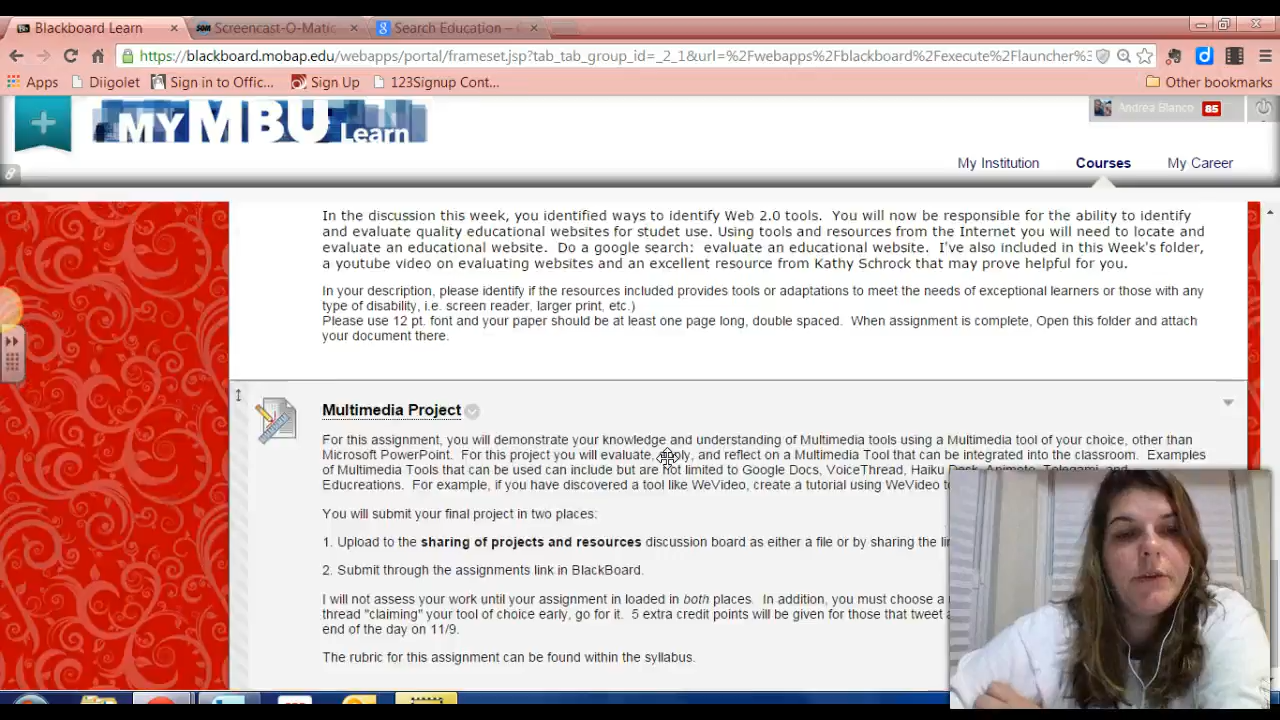 Blackboard Learn
Screencast-O-Matic
Search Education –
https://blackboard.mobap.edu/webapps/portal/frameset.jsp?tab_tab_group_id=_2_1&url=%2Fwebapps%2Fblackboard%2Fexecute%2Flauncher%3
Apps Diigolet Sign in to Offic... Sign Up 123Signup Cont... Other bookmarks
MY MBU Learn
Andrea Blanco 85
My Institution Courses My Career
In the discussion this week, you identified ways to identify Web 2.0 tools. You will now be responsible for the ability to identify
and evaluate quality educational websites for studet use. Using tools and resources from the Internet you will need to locate and
evaluate an educational website. Do a google search: evaluate an educational website. I've also included in this Week's folder,
a youtube video on evaluating websites and an excellent resource from Kathy Schrock that may prove helpful for you.
In your description, please identify if the resources included provides tools or adaptations to meet the needs of exceptional learners or those with any
type of disability, i.e. screen reader, larger print, etc.)
Please use 12 pt. font and your paper should be at least one page long, double spaced. When assignment is complete, Open this folder and attach
your document there.
Multimedia Project
For this assignment, you will demonstrate your knowledge and understanding of Multimedia tools using a Multimedia tool of your choice, other than
Microsoft PowerPoint. For this project you will evaluate, apply, and reflect on a Multimedia Tool that can be integrated into the classroom. Examples
of Multimedia Tools that can be used can include but are not limited to Google Docs, VoiceThread, Haiku Deck, Animoto, Telegami, and
Educreations. For example, if you have discovered a tool like WeVideo, create a tutorial using WeVideo to
You will submit your final project in two places:
1. Upload to the sharing of projects and resources discussion board as either a file or by sharing the
2. Submit through the assignments link in BlackBoard.
I will not assess your work until your assignment in loaded in both places. In addition, you must choose a
thread "claiming" your tool of choice early, go for it. 5 extra credit points will be given for those that tweet
end of the day on 11/9.
The rubric for this assignment can be found within the syllabus.